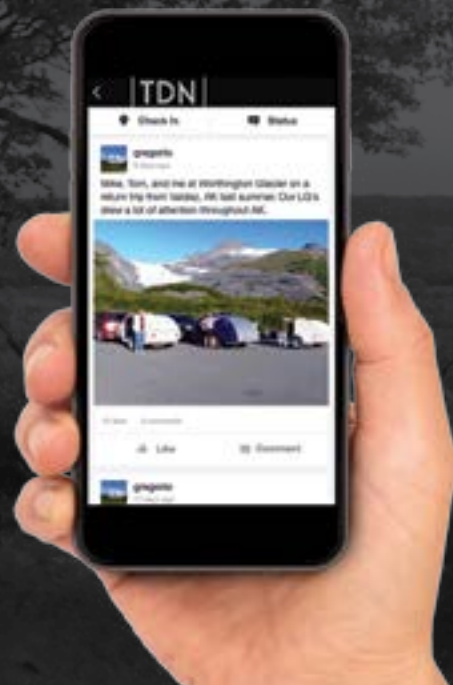 |TDN|
Check In Status
gregorio
Mike, Tom, and me at Worthington Glacier on a
return trip from Valdez, AK last summer. Our LG's
drew a lot of attention throughout AK.
Like Comment
gregorio